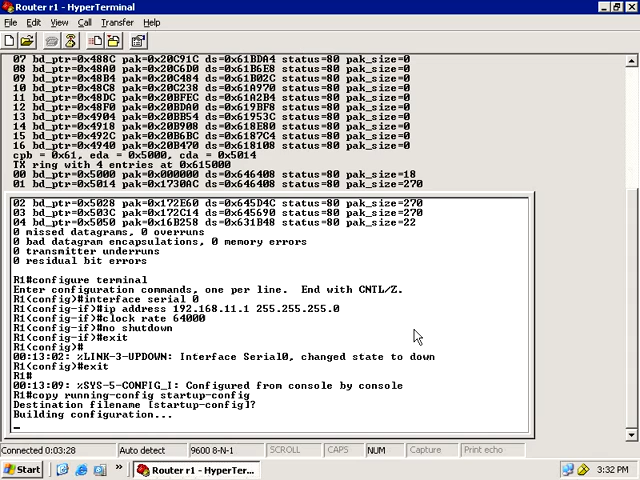 Router r1 - HyperTerminal
File Edit View Call Transfer Help
07 bd_ptr=0x488C pak=0x20C91C ds=0x61BDA4 status=80 pak_size=0
08 bd_ptr=0x48A0 pak=0x20C6D0 ds=0x61B6E8 status=80 pak_size=0
09 bd_ptr=0x48B4 pak=0x20C484 ds=0x61B02C status=80 pak_size=0
10 bd_ptr=0x48C8 pak=0x20C238 ds=0x61A970 status=80 pak_size=0
11 bd_ptr=0x48DC pak=0x20BFEC ds=0x61A2B4 status=80 pak_size=0
12 bd_ptr=0x48F0 pak=0x20BDA0 ds=0x619BF8 status=80 pak_size=0
13 bd_ptr=0x4904 pak=0x20BB54 ds=0x61953C status=80 pak_size=0
14 bd_ptr=0x4918 pak=0x20B908 ds=0x618E80 status=80 pak_size=0
15 bd_ptr=0x492C pak=0x20B6BC ds=0x6187C4 status=80 pak_size=0
16 bd_ptr=0x4940 pak=0x20B470 ds=0x618108 status=80 pak_size=0
cpb = 0x61, eda = 0x5000, cda = 0x5014
TX ring with 4 entries at 0x615000
00 bd_ptr=0x5000 pak=0x000000 ds=0x646408 status=80 pak_size=18
01 bd_ptr=0x5014 pak=0x1730AC ds=0x646408 status=80 pak_size=270
02 bd_ptr=0x5028 pak=0x172E60 ds=0x645D4C status=80 pak_size=270
03 bd_ptr=0x503C pak=0x172C14 ds=0x645690 status=80 pak_size=270
04 bd_ptr=0x5050 pak=0x16B258 ds=0x631B48 status=80 pak_size=22
0 missed datagrams, 0 overruns
0 bad datagram encapsulations, 0 memory errors
0 transmitter underruns
0 residual bit errors
R1#configure terminal
Enter configuration commands, one per line.  End with CNTL/Z.
R1(config)#interface serial 0
R1(config-if)#ip address 192.168.11.1 255.255.255.0
R1(config-if)#clock rate 64000
R1(config-if)#no shutdown
R1(config-if)#exit
R1(config)#
00:13:02: %LINK-3-UPDOWN: Interface Serial0, changed state to down
R1(config)#exit
R1#
00:13:09: %SYS-5-CONFIG_I: Configured from console by console
R1#copy running-config startup-config
Destination filename [startup-config]?
Building configuration...
Connected 0:03:28 Auto detect 9600 8-N-1 SCROLL CAPS NUM Capture Print echo
Start » Router r1 - HyperTer... 3:32 PM